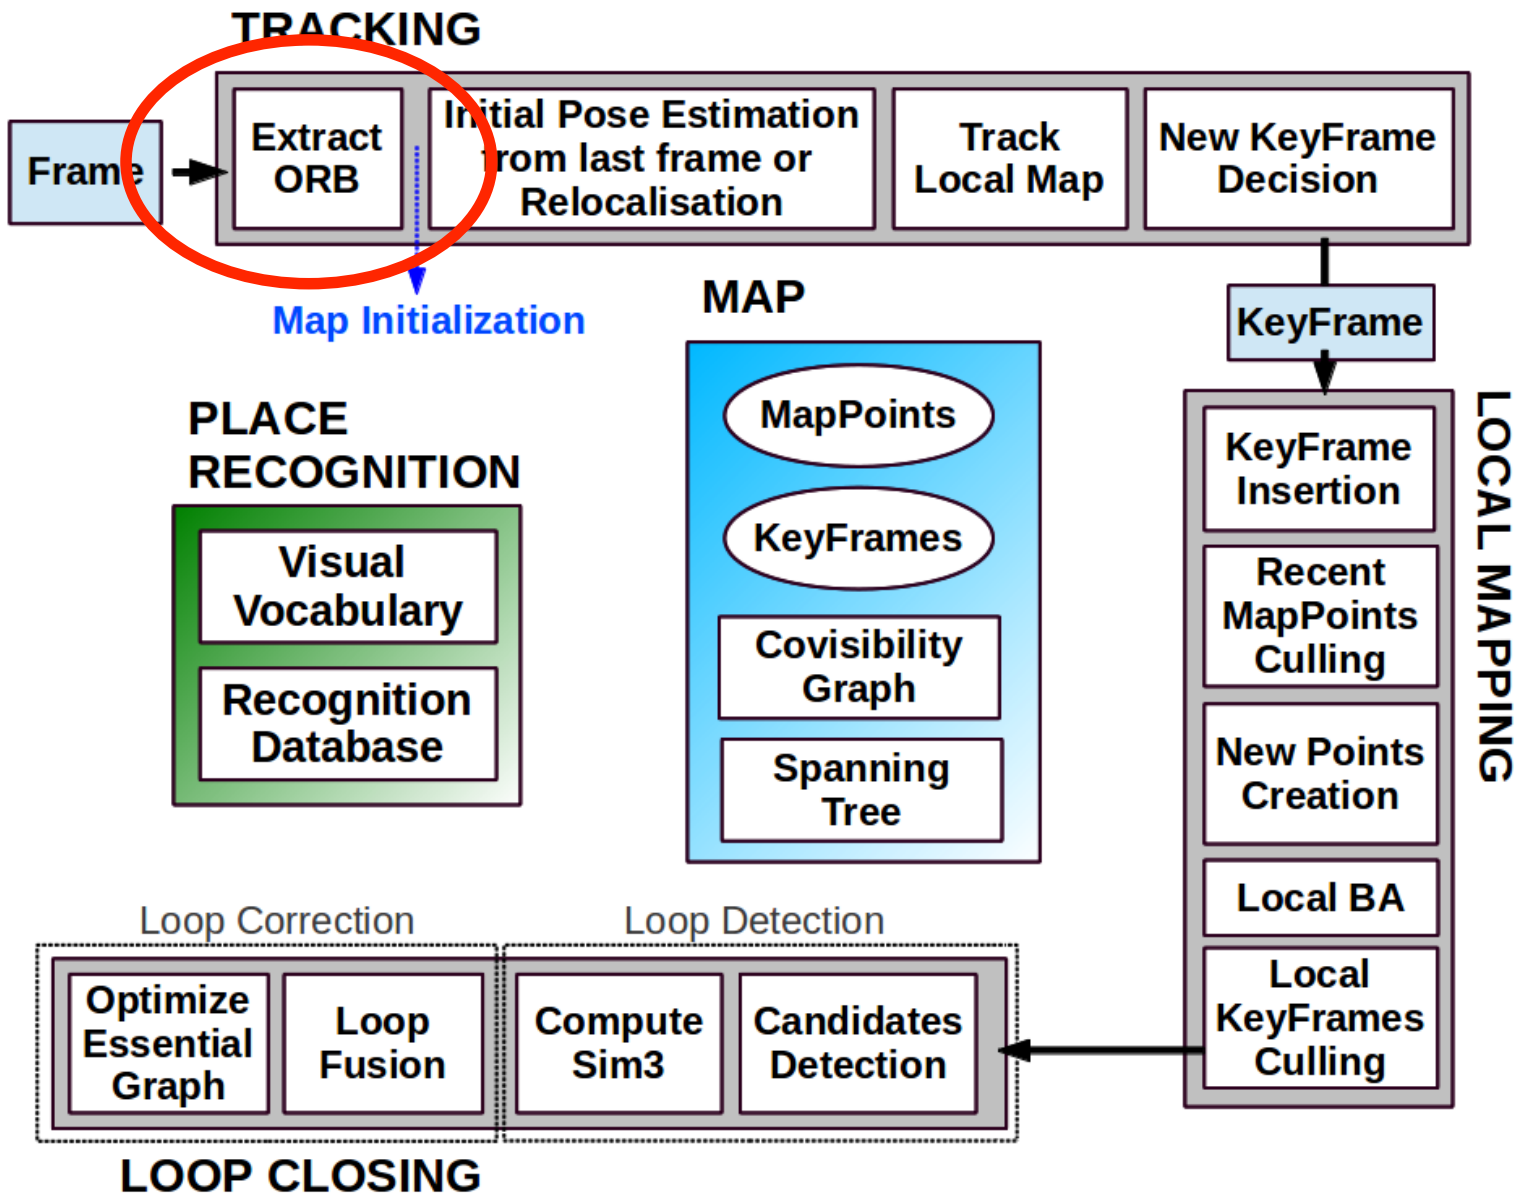 TRACKING
Frame
Extract
ORB
Initial Pose Estimation
from last frame or
Relocalisation
Track
Local Map
New KeyFrame
Decision
Map Initialization
MAP
KeyFrame
PLACE
RECOGNITION
Visual
Vocabulary
Recognition
Database
MapPoints
KeyFrames
Covisibility
Graph
Spanning
Tree
LOCAL MAPPING
KeyFrame
Insertion
Recent
MapPoints
Culling
New Points
Creation
Local BA
Local
KeyFrames
Culling
Loop Correction
Loop Detection
Optimize
Essential
Graph
Loop
Fusion
Compute
Sim3
Candidates
Detection
LOOP CLOSING